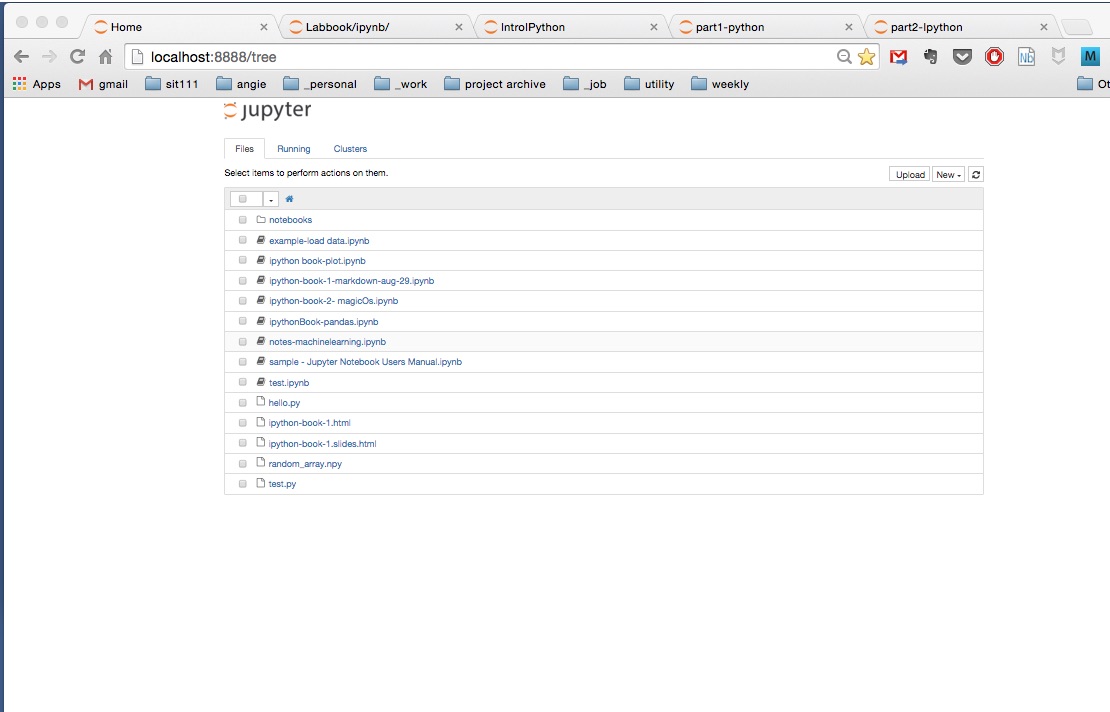 Home × Labbook/ipynb/ × IntroIPython × part1-python × part2-Ipython ×
localhost:8888/tree
Apps gmail sit111 angie _personal _work project archive _job utility weekly Ot
jupyter
Files Running Clusters
Select items to perform actions on them. Upload New
notebooks
example-load data.ipynb
ipython book-plot.ipynb
ipython-book-1-markdown-aug-29.ipynb
ipython-book-2- magicOs.ipynb
ipythonBook-pandas.ipynb
notes-machinelearning.ipynb
sample - Jupyter Notebook Users Manual.ipynb
test.ipynb
hello.py
ipython-book-1.html
ipython-book-1.slides.html
random_array.npy
test.py